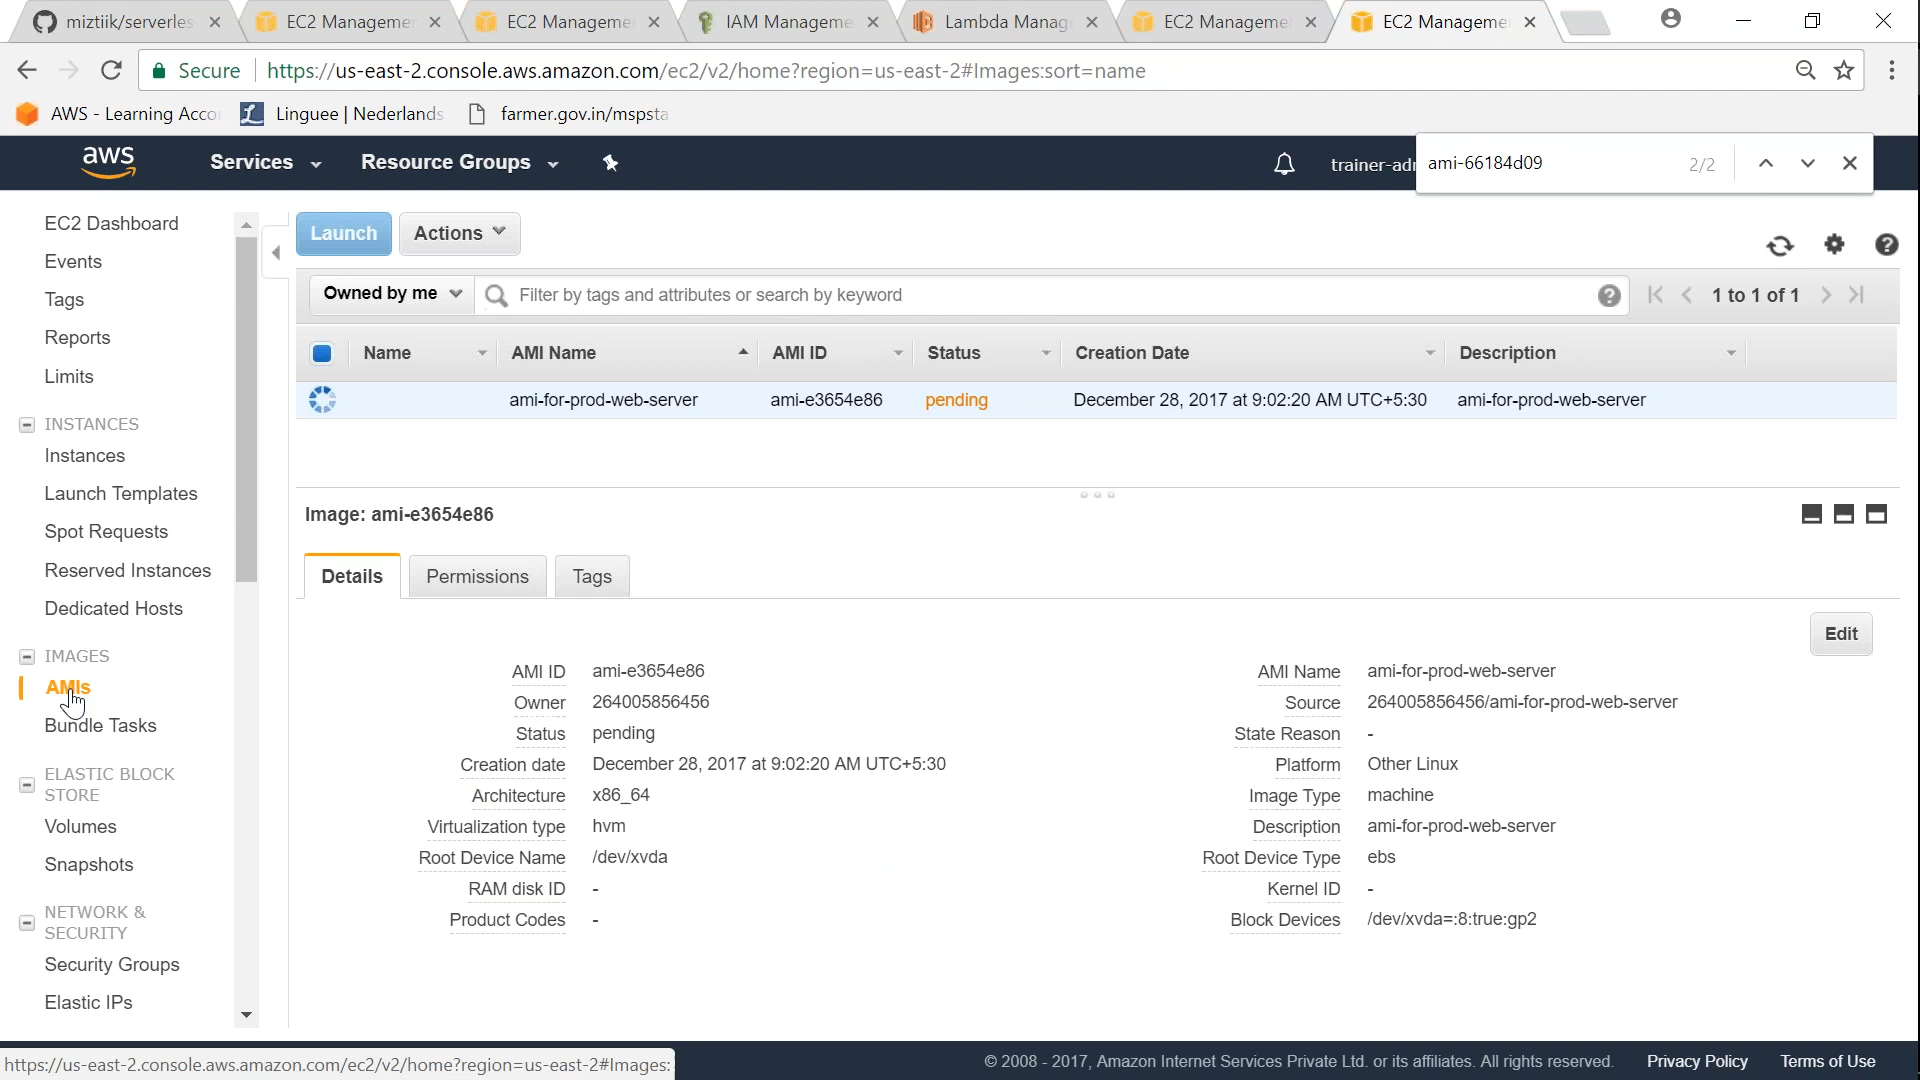 miztiik/serverles
EC2 Managemen
EC2 Manageme
IAM Manageme
Lambda Manag
EC2 Manageme
EC2 Manageme
Secure
https://us-east-2.console.aws.amazon.com/ec2/v2/home?region=us-east-2#Images:sort=name
AWS - Learning Acco
Linguee | Nederlands
farmer.gov.in/mspsta
aws
Services
Resource Groups
trainer-adm
ami-66184d09
2/2
EC2 Dashboard
Events
Tags
Reports
Limits
INSTANCES
Instances
Launch Templates
Spot Requests
Reserved Instances
Dedicated Hosts
IMAGES
AMIs
Bundle Tasks
ELASTIC BLOCK
STORE
Volumes
Snapshots
NETWORK &
SECURITY
Security Groups
Elastic IPs
Launch
Actions
Owned by me
Filter by tags and attributes or search by keyword
1 to 1 of 1
Name
AMI Name
AMI ID
Status
Creation Date
Description
ami-for-prod-web-server
ami-e3654e86
pending
December 28, 2017 at 9:02:20 AM UTC+5:30
ami-for-prod-web-server
Image: ami-e3654e86
Details
Permissions
Tags
Edit
AMI ID ami-e3654e86
Owner 264005856456
Status pending
Creation date December 28, 2017 at 9:02:20 AM UTC+5:30
Architecture x86_64
Virtualization type hvm
Root Device Name /dev/xvda
RAM disk ID -
Product Codes -
AMI Name ami-for-prod-web-server
Source 264005856456/ami-for-prod-web-server
State Reason -
Platform Other Linux
Image Type machine
Description ami-for-prod-web-server
Root Device Type ebs
Kernel ID -
Block Devices /dev/xvda=:8:true:gp2
https://us-east-2.console.aws.amazon.com/ec2/v2/home?region=us-east-2#Images:
© 2008 - 2017, Amazon Internet Services Private Ltd. or its affiliates. All rights reserved.
Privacy Policy
Terms of Use